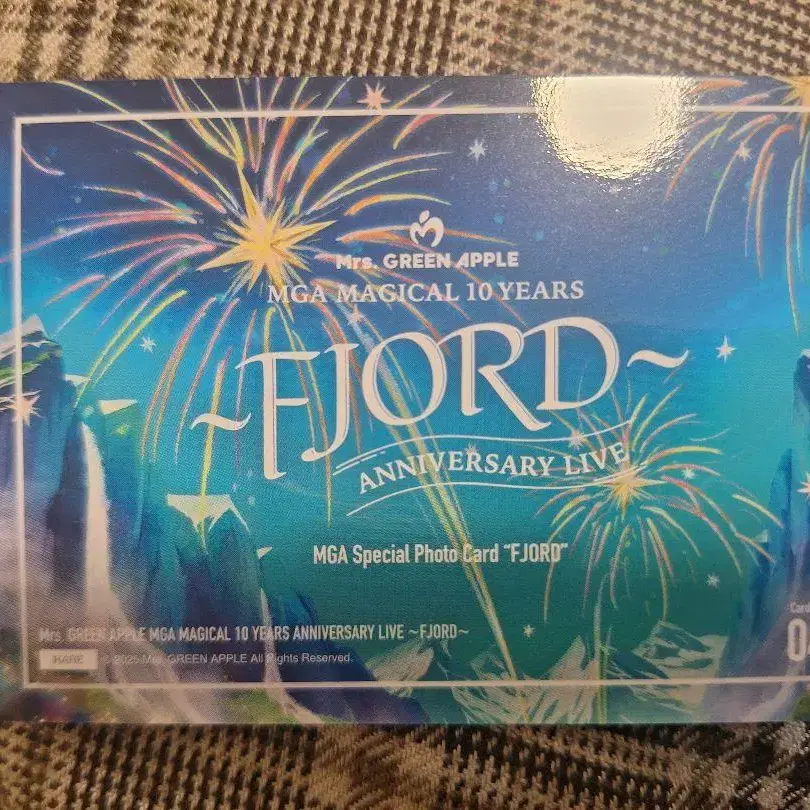 Mrs. GREEN APPLE
MGA MAGICAL 10 YEARS
~FJORD~
ANNIVERSARY LIVE
MGA Special Photo Card "FJORD"
Mrs. GREEN APPLE MGA MAGICAL 10 YEARS ANNIVERSARY LIVE ~FJORD~
© 2025 Mrs. GREEN APPLE All Rights Reserved.